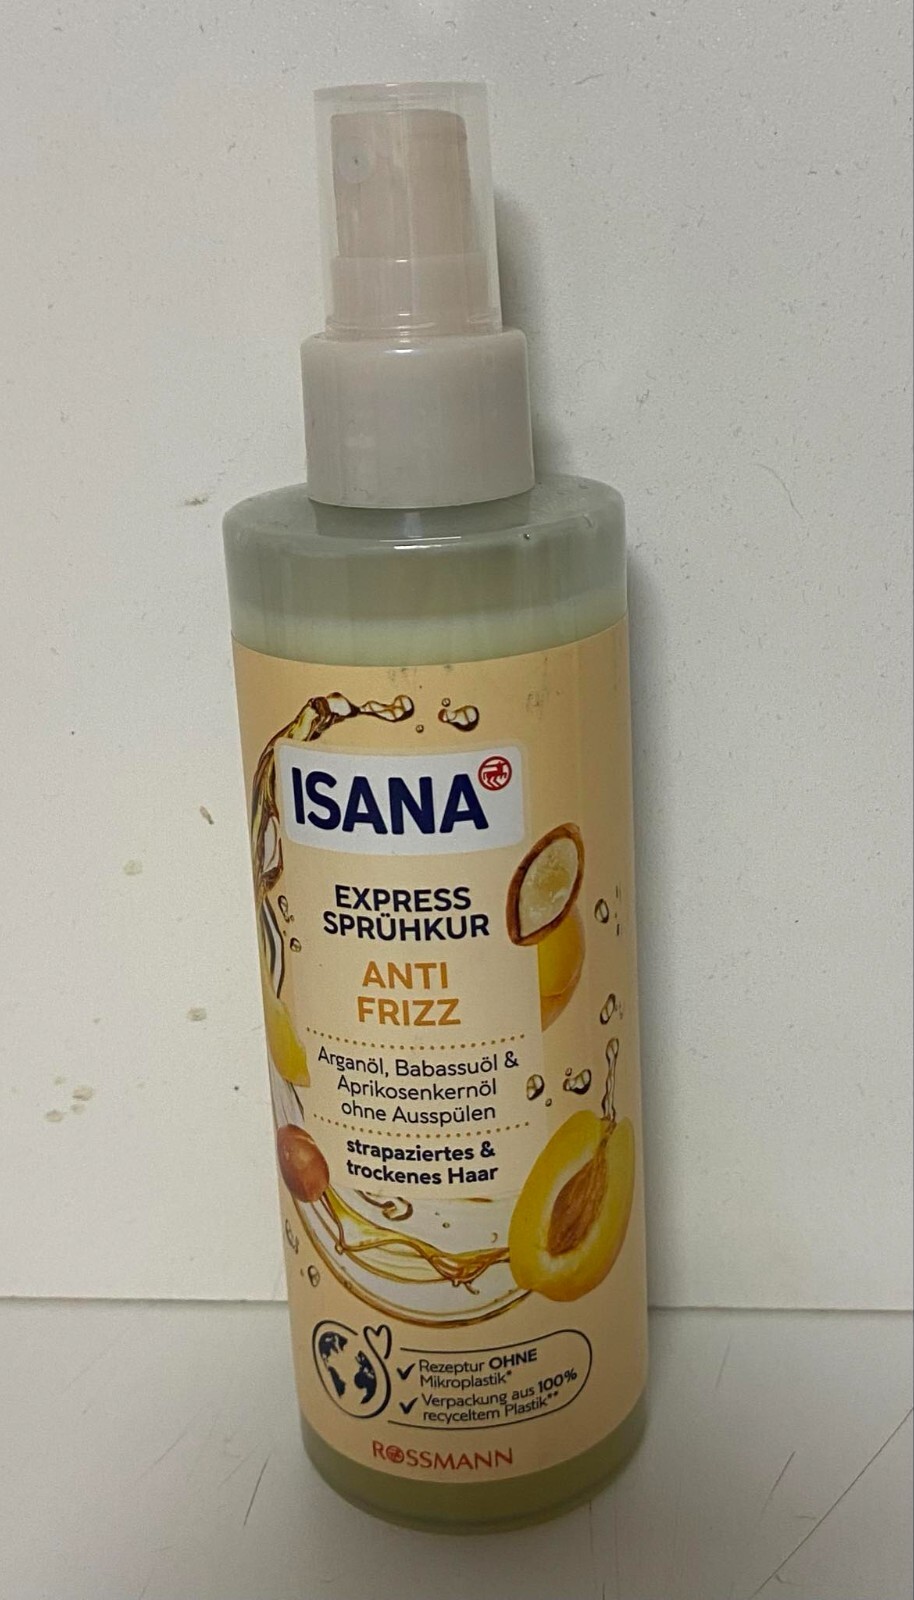 ISANA
EXPRESS
SPRÜHKUR
ANTI
FRIZZ
Arganöl, Babassuöl &
Aprikosenkernöl
ohne Ausspülen
strapaziertes &
trockenes Haar
Rezeptur OHNE
Mikroplastik*
Verpackung aus 100%
recyceltem Plastik**
ROSSMANN